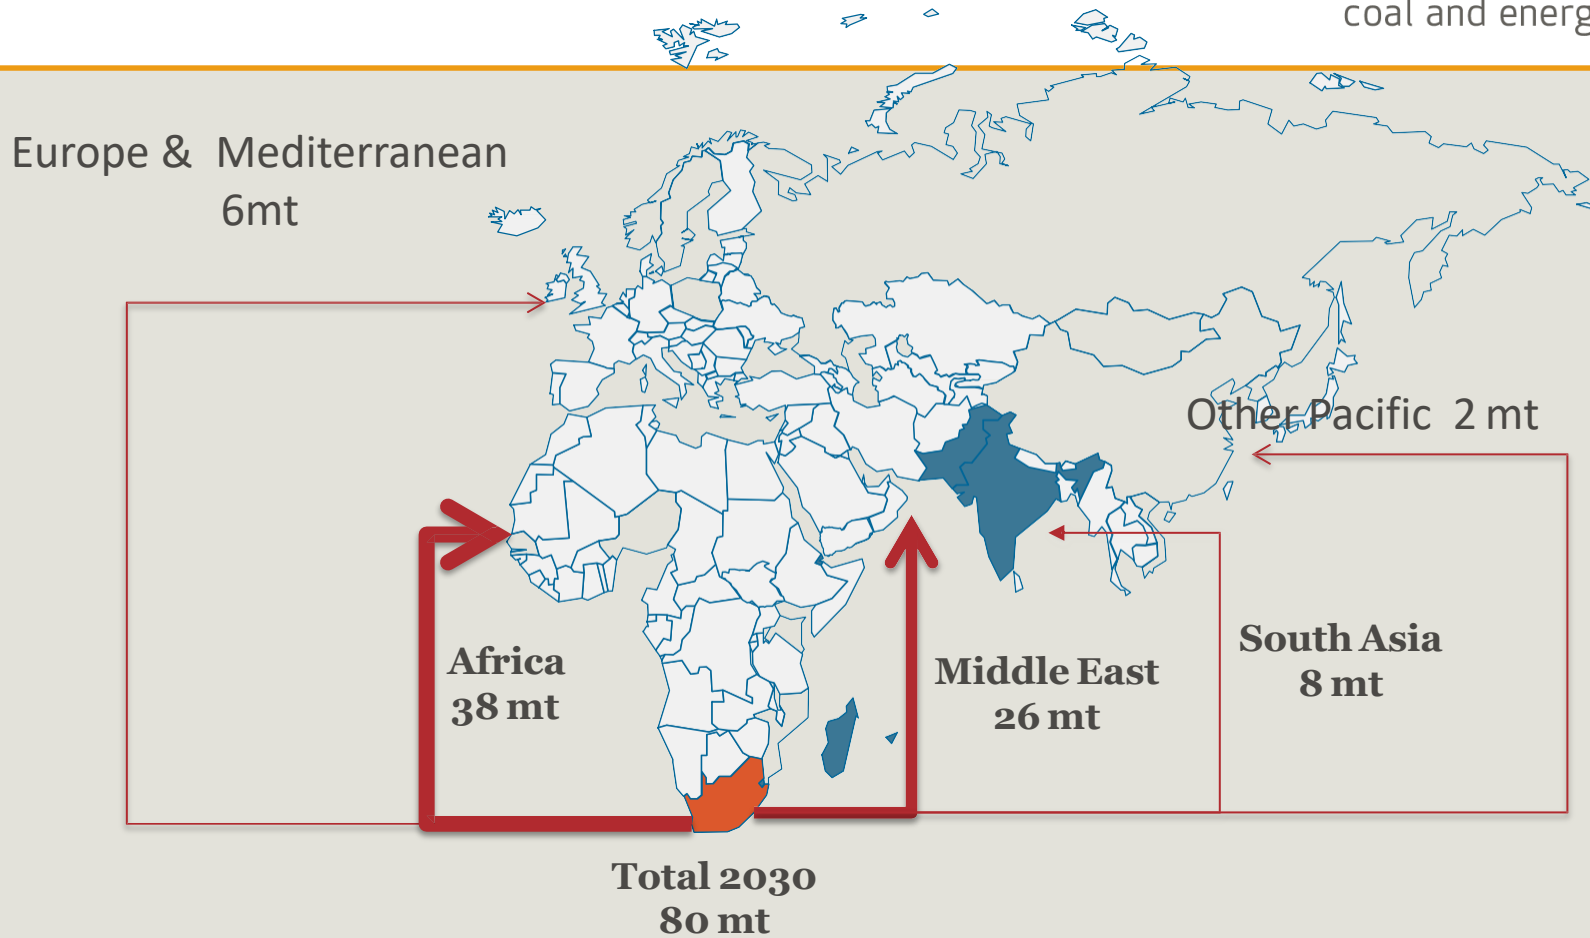 coal and energ
Europe & Mediterranean
6mt
Other Pacific 2 mt
Africa
38 mt
Middle East
26 mt
South Asia
8 mt
Total 2030
80 mt